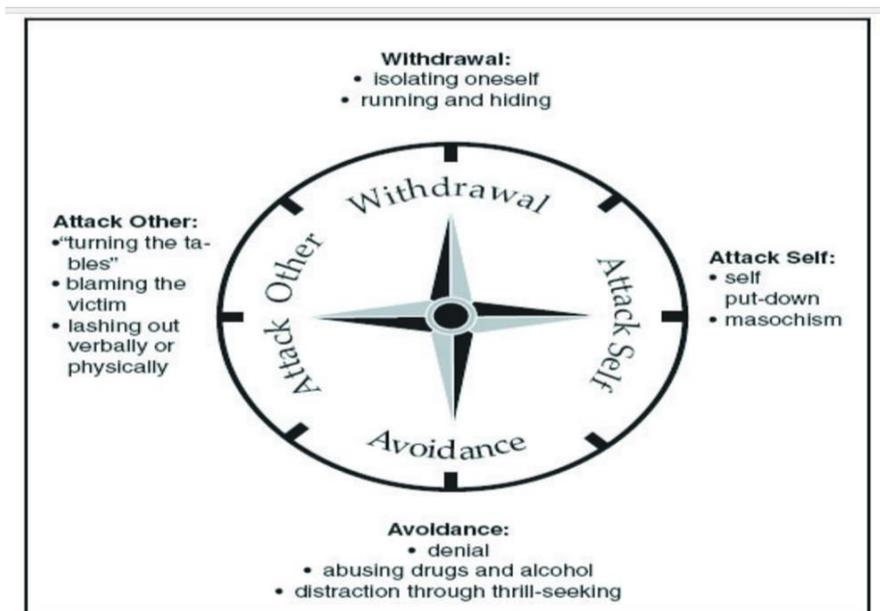 Withdrawal:
• isolating oneself
• running and hiding
Withdrawal
Attack Other:
•“turning the ta-
bles”
• blaming the
victim
• lashing out
verbally or
physically
Attack Other
Attack Self
Attack Self:
• self
put-down
• masochism
Avoidance
Avoidance:
• denial
• abusing drugs and alcohol
• distraction through thrill-seeking